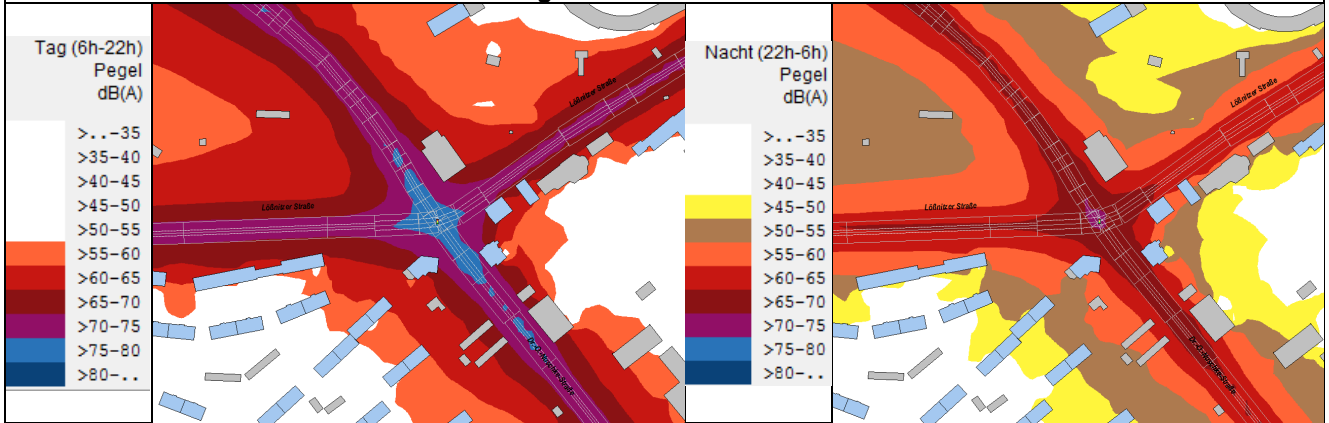 Tag (6h-22h)
Pegel
dB(A)
>..-35
>35-40
>40-45
>45-50
>50-55
>55-60
>60-65
>65-70
>70-75
>75-80
>80-..
Lößnitzer Straße
Lößnitzer Straße
Straße
Nacht (22h-6h)
Pegel
dB(A)
>..-35
>35-40
>40-45
>45-50
>50-55
>55-60
>60-65
>65-70
>70-75
>75-80
>80-..
Lößnitzer Straße
Lößnitzer Straße
Straße